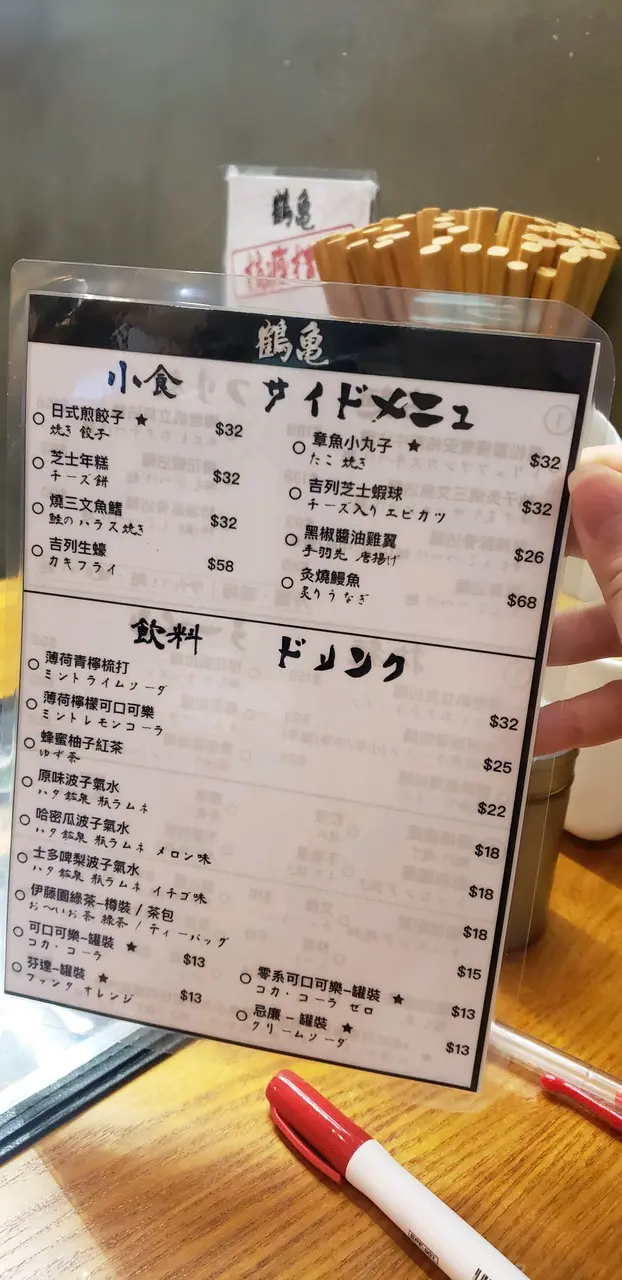 鶴亀
鶴亀
小食 サイドメニュー
日式煎餃子 ★ $32
焼き 餃子
芝士年糕 $32
チーズ餅
燒三文魚鰭 $32
鮭のハラス焼き
吉列生蠔 $58
カキフライ
章魚小丸子 ★ $32
たこ 焼き
吉列芝士蝦球 $32
チーズ入り エビカツ
黑椒醬油雞翼 $26
手羽先 唐揚げ
炙燒鰻魚 $68
炙りうなぎ
飲料 ドリンク
薄荷青檸梳打 $32
ミントライムソーダ
薄荷檸檬可口可樂 $25
ミントレモンコーラ
蜂蜜柚子紅茶 $22
ゆず茶
原味波子氣水 $18
ハタ鉱泉 瓶ラムネ
哈密瓜波子氣水 $18
ハタ鉱泉 瓶ラムネ メロン味
士多啤梨波子氣水 $18
ハタ鉱泉 瓶ラムネ イチゴ味
伊藤園綠茶–樽裝 / 茶包 $15
お〜いお茶 緑茶 / ティーバッグ
可口可樂–罐裝 ★ $13
コカ・コーラ
零系可口可樂–罐裝 ★ $13
コカ・コーラ ゼロ
芬達–罐裝 ★ $13
ファンタ オレンジ
忌廉 – 罐裝 ★ $13
クリームソーダ